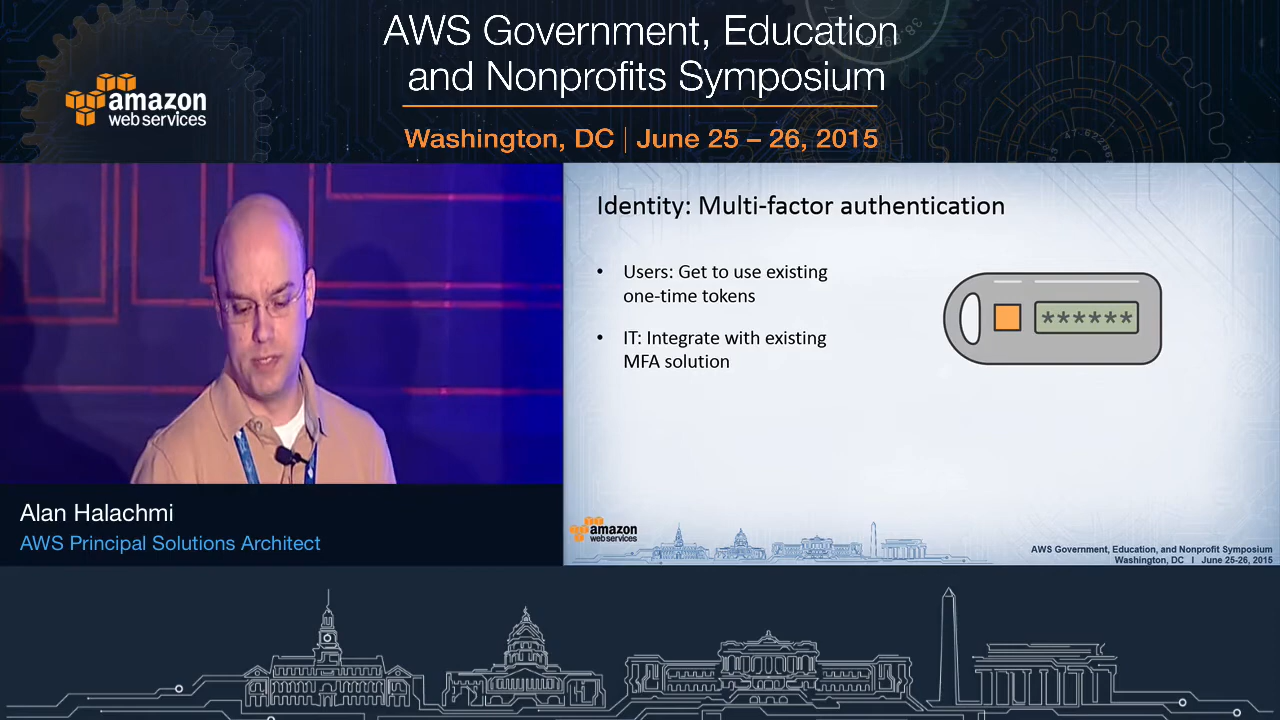 AWS Government, Education
and Nonprofits Symposium
Washington, DC | June 25 – 26, 2015
amazon
web services
Identity: Multi-factor authentication
• Users: Get to use existing
one-time tokens
• IT: Integrate with existing
MFA solution
******
Alan Halachmi
AWS Principal Solutions Architect
amazon
web services
AWS Government, Education, and Nonprofit Symposium
Washington, DC I June 25-26, 2015